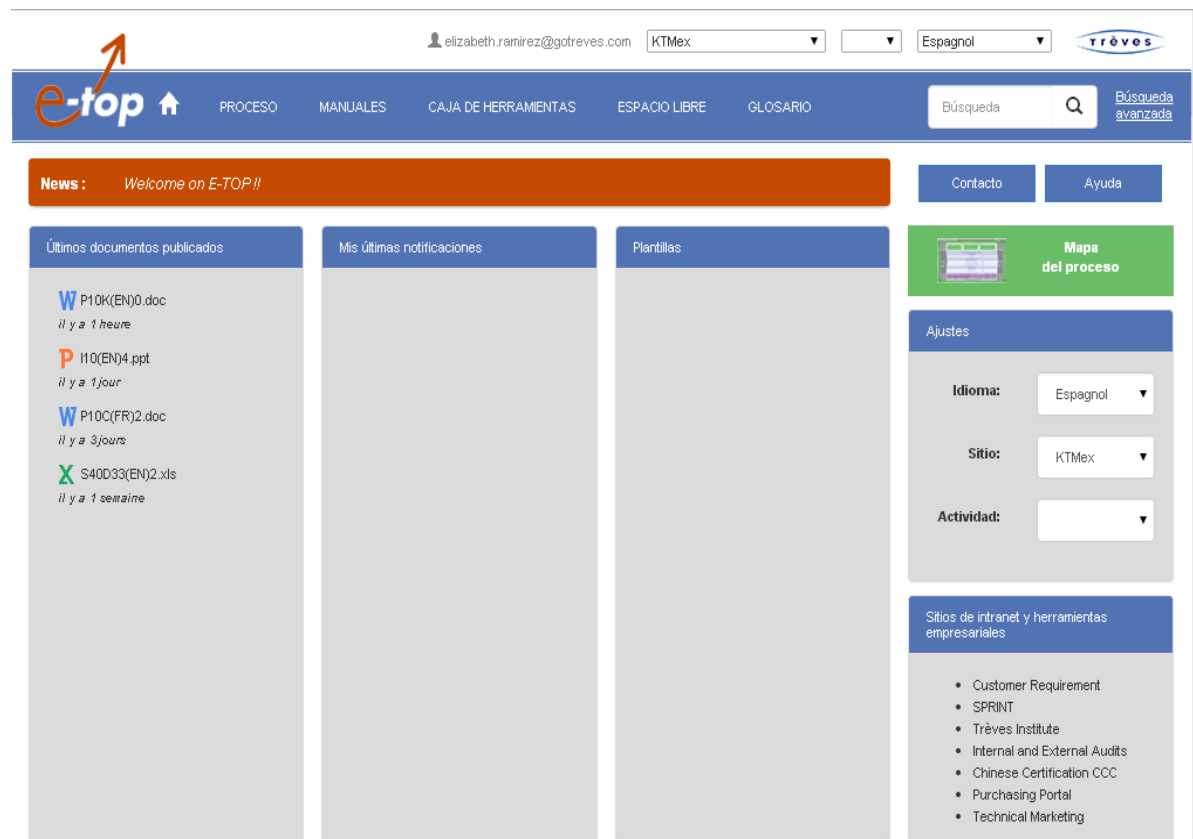 elizabeth.ramirez@gotreves.com KTMex Espagnol Trèves
e-top PROCESO MANUALES CAJA DE HERRAMIENTAS ESPACIO LIBRE GLOSARIO Búsqueda Búsqueda
avanzada
News : Welcome on E-TOP!! Contacto Ayuda
Últimos documentos publicados
P10K(EN)0.doc
il y a 1 heure
I10(EN)4.ppt
il y a 1 jour
P10C(FR)2.doc
il y a 3 jours
S40D33(EN)2.xls
il y a 1 semaine
Mis últimas notificaciones
Plantillas
Mapa
del proceso
Ajustes
Idioma: Espagnol
Sitio: KTMex
Actividad:
Sitios de intranet y herramientas
empresariales
• Customer Requirement
• SPRINT
• Trèves Institute
• Internal and External Audits
• Chinese Certification CCC
• Purchasing Portal
• Technical Marketing